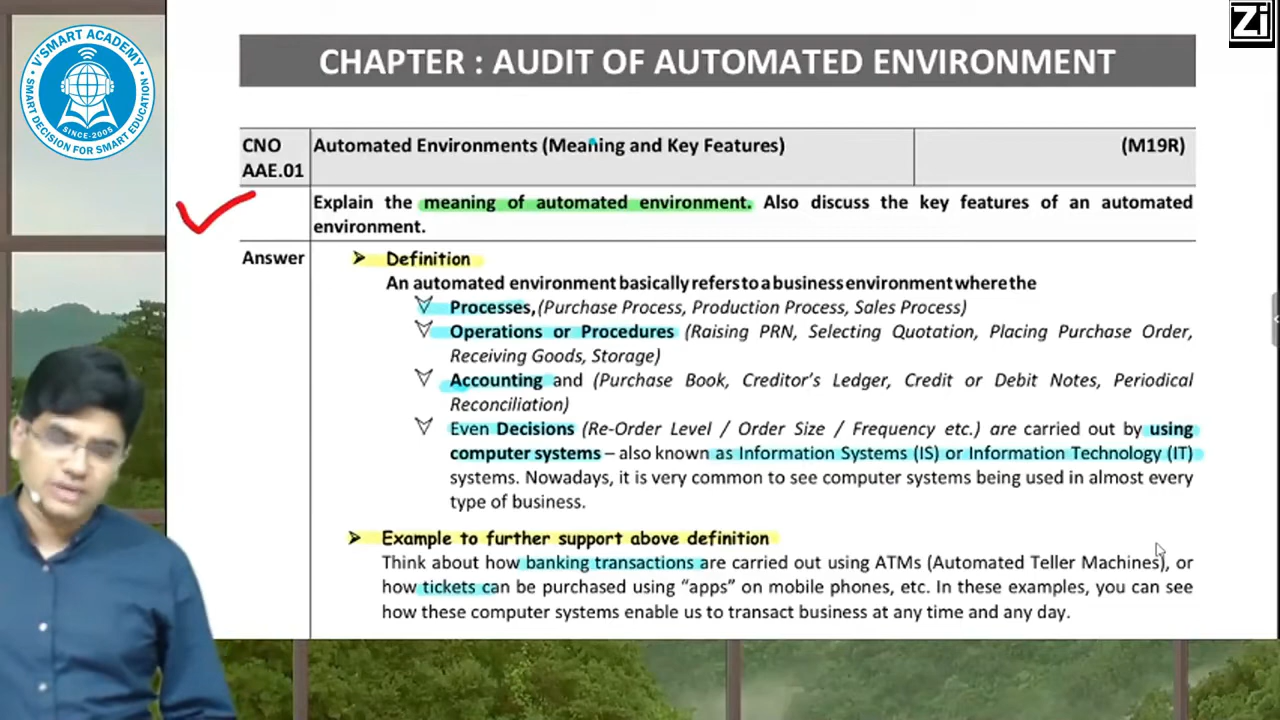 V'SMART ACADEMY
SINCE-2005
SMART DECISION FOR SMART EDUCATION
Zi
CHAPTER : AUDIT OF AUTOMATED ENVIRONMENT
CNO AAE.01
Automated Environments (Meaning and Key Features)
(M19R)
Explain the meaning of automated environment. Also discuss the key features of an automated
environment.
Answer
Definition
An automated environment basically refers to a business environment where the
Processes, (Purchase Process, Production Process, Sales Process)
Operations or Procedures (Raising PRN, Selecting Quotation, Placing Purchase Order,
Receiving Goods, Storage)
Accounting and (Purchase Book, Creditor's Ledger, Credit or Debit Notes, Periodical
Reconciliation)
Even Decisions (Re-Order Level / Order Size / Frequency etc.) are carried out by using
computer systems – also known as Information Systems (IS) or Information Technology (IT)
systems. Nowadays, it is very common to see computer systems being used in almost every
type of business.
Example to further support above definition
Think about how banking transactions are carried out using ATMs (Automated Teller Machines), or
how tickets can be purchased using “apps” on mobile phones, etc. In these examples, you can see
how these computer systems enable us to transact business at any time and any day.